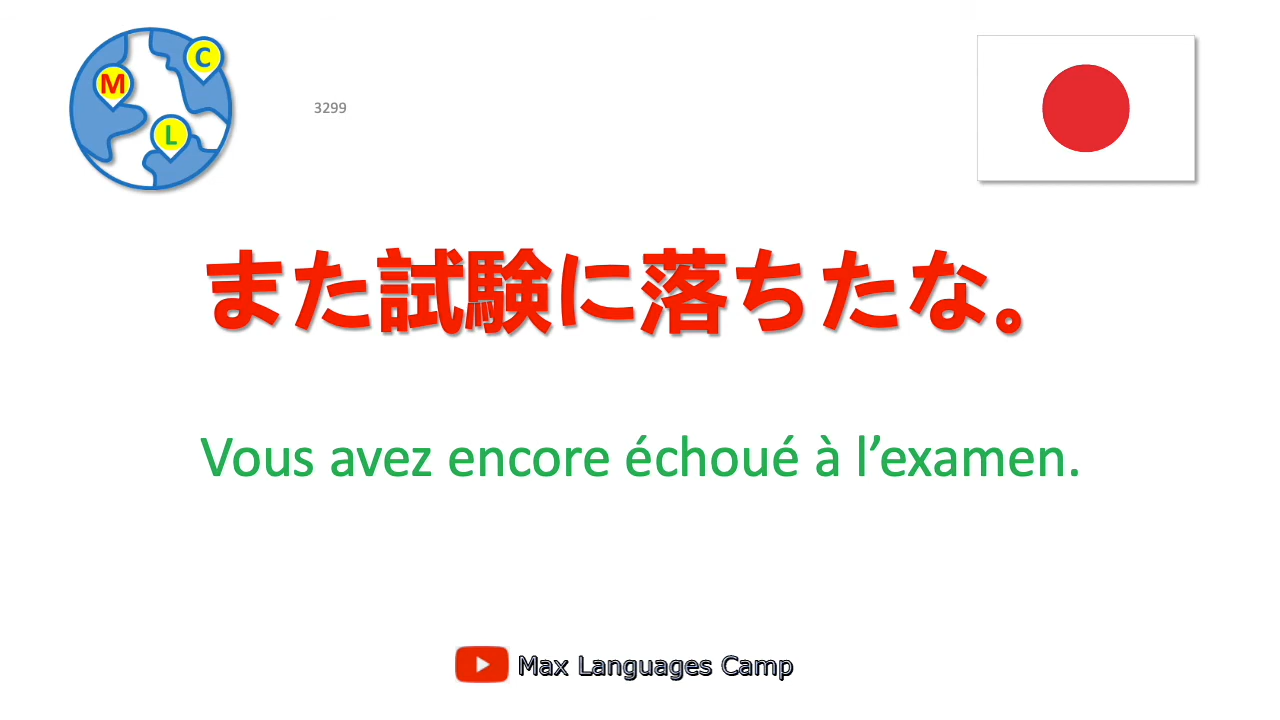 M
C
L
3299
また試験に落ちたな。
Vous avez encore échoué à l’examen.
Max Languages Camp